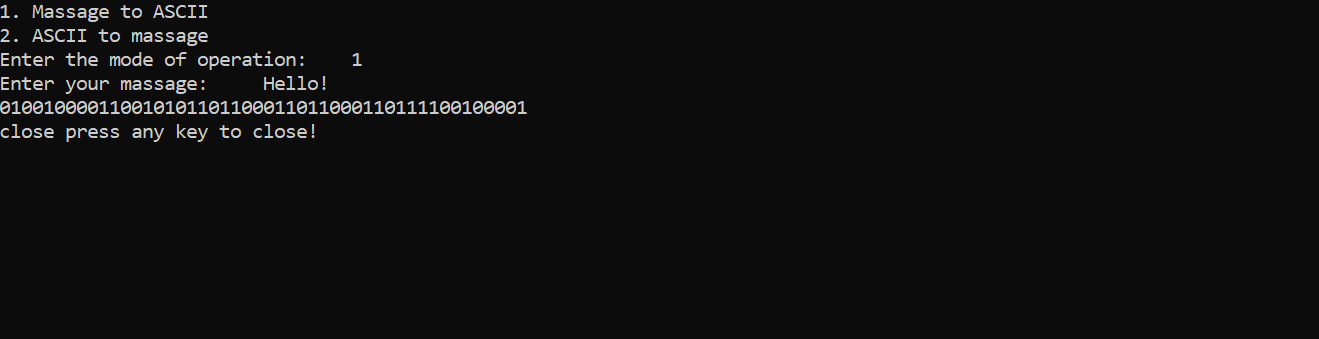 1. Massage to ASCII
2. ASCII to massage
Enter the mode of operation:    1
Enter your massage:     Hello!
010010000110010101101100011011000110111100100001
close press any key to close!